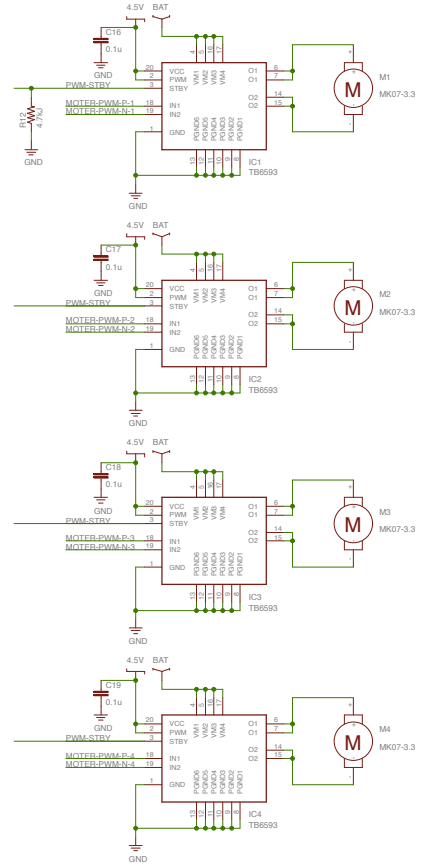 4.5V BAT
C16
0.1u
GND
4 5 16 17
VM1 VM2 VM3 VM4
20 VCC O1 6
2 PWM O1 7
PWM-STBY 3 STBY
O2 14
MOTER-PWM-P-1 18 IN1 O2 15
MOTER-PWM-N-1 19 IN2
1 GND
PGND6 PGND5 PGND4 PGND3 PGND2 PGND1
13 12 11 10 9 8
R12
4.7k
GND
GND
IC1
TB6593
M1
M
MK07-3.3
4.5V BAT
C17
0.1u
GND
4 5 16 17
VM1 VM2 VM3 VM4
20 VCC O1 6
2 PWM O1 7
PWM-STBY 3 STBY
O2 14
MOTER-PWM-P-2 18 IN1 O2 15
MOTER-PWM-N-2 19 IN2
1 GND
PGND6 PGND5 PGND4 PGND3 PGND2 PGND1
13 12 11 10 9 8
GND
IC2
TB6593
M2
M
MK07-3.3
4.5V BAT
C18
0.1u
GND
4 5 16 17
VM1 VM2 VM3 VM4
20 VCC O1 6
2 PWM O1 7
PWM-STBY 3 STBY
O2 14
MOTER-PWM-P-3 18 IN1 O2 15
MOTER-PWM-N-3 19 IN2
1 GND
PGND6 PGND5 PGND4 PGND3 PGND2 PGND1
13 12 11 10 9 8
GND
IC3
TB6593
M3
M
MK07-3.3
4.5V BAT
C19
0.1u
GND
4 5 16 17
VM1 VM2 VM3 VM4
20 VCC O1 6
2 PWM O1 7
PWM-STBY 3 STBY
O2 14
MOTER-PWM-P-4 18 IN1 O2 15
MOTER-PWM-N-4 19 IN2
1 GND
PGND6 PGND5 PGND4 PGND3 PGND2 PGND1
13 12 11 10 9 8
GND
IC4
TB6593
M4
M
MK07-3.3